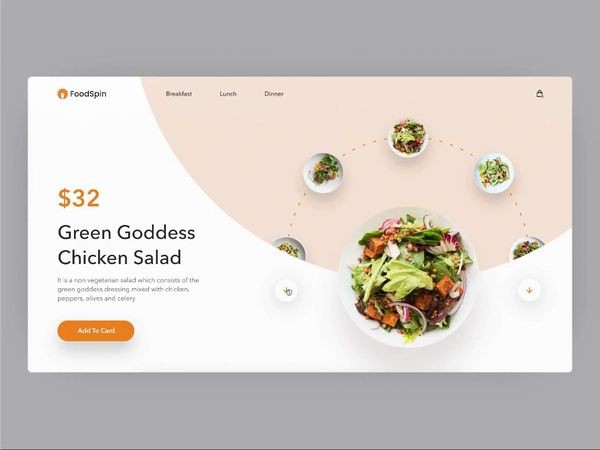 FoodSpin
Breakfast
Lunch
Dinner
$32
Green Goddess
Chicken Salad
It is a non vegetarian salad which consists of the
green goddess dressing mixed with chicken,
peppers, olives and celery.
Add To Card